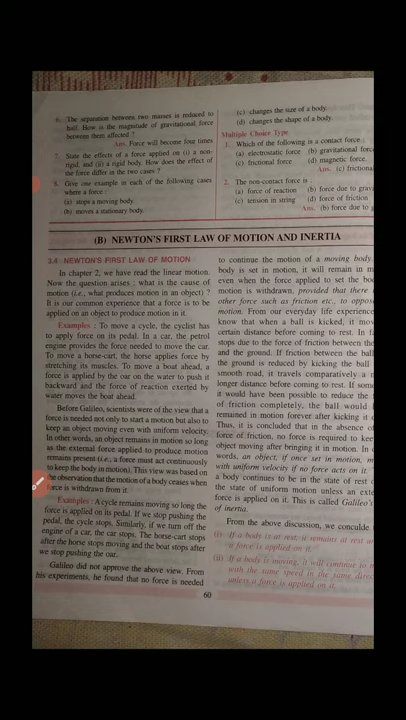 6. The separation between two masses is reduced to
half. How is the magnitude of gravitational force
between them affected ?
Ans. Force will become four times
7. State the effects of a force applied on (i) a non-
rigid, and (ii) a rigid body. How does the effect of
the force differ in the two cases ?
8. Give one example in each of the following cases
where a force :
(a) stops a moving body.
(b) moves a stationary body.
(c) changes the size of a body.
(d) changes the shape of a body.
Multiple Choice Type
1. Which of the following is a contact force :
(a) electrostatic force (b) gravitational force
(c) frictional force (d) magnetic force.
Ans. (c) frictional
2. The non-contact force is :
(a) force of reaction (b) force due to
(c) tension in string (d) force of friction
Ans. (b) force due to
(B) NEWTON'S FIRST LAW OF MOTION AND INERTIA
3.4 NEWTON'S FIRST LAW OF MOTION
In chapter 2, we have read the linear motion.
Now the question arises : what is the cause of
motion (i.e., what produces motion in an object) ?
It is our common experience that a force is to be
applied on an object to produce motion in it.
Examples : To move a cycle, the cyclist has
to apply force on its pedal. In a car, the petrol
engine provides the force needed to move the car.
To move a horse-cart, the horse applies force by
stretching its muscles. To move a boat ahead, a
force is applied by the oar on the water to push it
backward and the force of reaction exerted by
water moves the boat ahead.
Before Galileo, scientists were of the view that a
force is needed not only to start a motion but also to
keep an object moving even with uniform velocity.
In other words, an object remains in motion so long
as the external force applied to produce motion
remains present (i.e., a force must act continuously
to keep the body in motion). This view was based on
the observation that the motion of a body ceases when
force is withdrawn from it.
Examples : A cycle remains moving so long the
force is applied on its pedal. If we stop pushing the
pedal, the cycle stops. Similarly, if we turn off the
engine of a car, the car stops. The horse-cart stops
after the horse stops moving and the boat stops after
we stop pushing the oar.
Galileo did not approve the above view. From
his experiments, he found that no force is needed
to continue the motion of a moving body.
body is set in motion, it will remain in
even when the force applied to set the
motion is withdrawn, provided that there
other force such as friction etc., to oppose
motion. From our everyday life experience
know that when a ball is kicked, it
certain distance before coming to rest. In
stops due to the force of friction between the
and the ground. If friction between the ball
the ground is reduced by kicking the ball
smooth road, it travels comparatively a
longer distance before coming to rest. If
it would have been possible to reduce the
of friction completely, the ball would
remained in motion forever after kicking it
Thus, it is concluded that in the absence of
force of friction, no force is required to keep
object moving after bringing it in motion. In
words, an object, if once set in motion,
with uniform velocity if no force acts on it.
a body continues to be in the state of rest
the state of uniform motion unless an
force is applied on it. This is called Galileo's
of inertia.
From the above discussion, we conculde
(i) If a body is at rest, it remains at rest
a force is applied on it.
(ii) If a body is moving, it will continue to
with the same speed in the same
unless a force is applied on it.
60